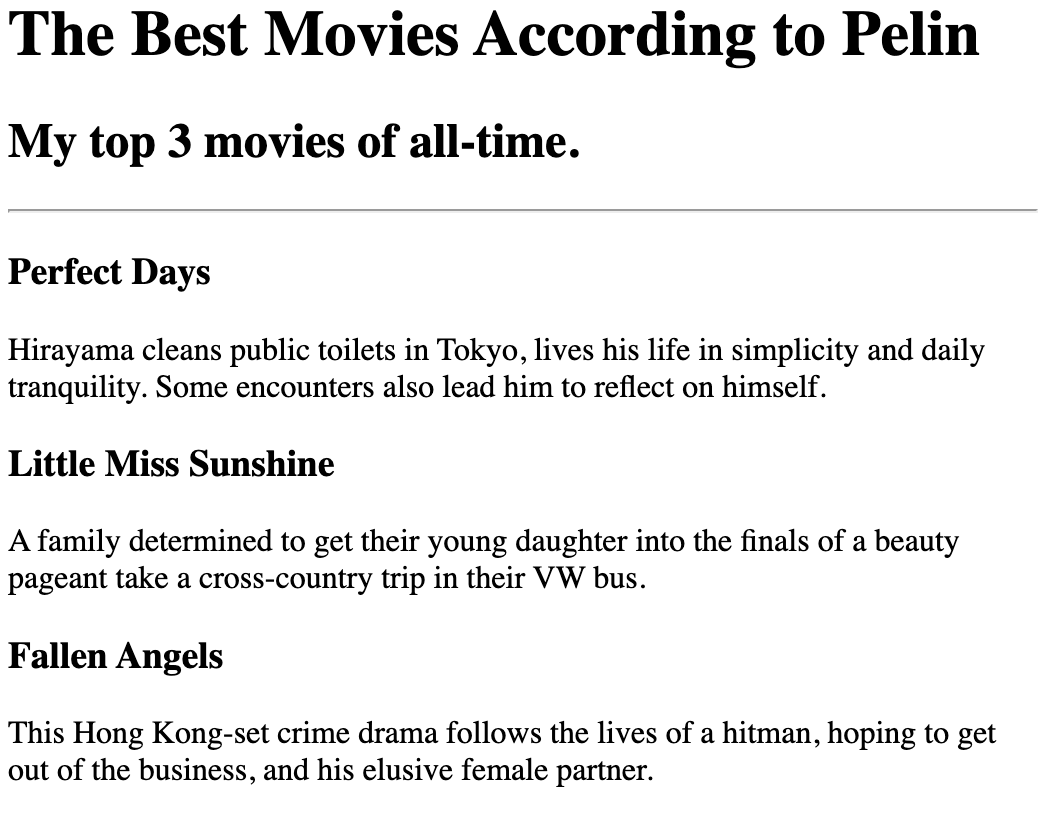 The Best Movies According to Pelin
My top 3 movies of all-time.
Perfect Days
Hirayama cleans public toilets in Tokyo, lives his life in simplicity and daily
tranquility. Some encounters also lead him to reflect on himself.
Little Miss Sunshine
A family determined to get their young daughter into the finals of a beauty
pageant take a cross-country trip in their VW bus.
Fallen Angels
This Hong Kong-set crime drama follows the lives of a hitman, hoping to get
out of the business, and his elusive female partner.